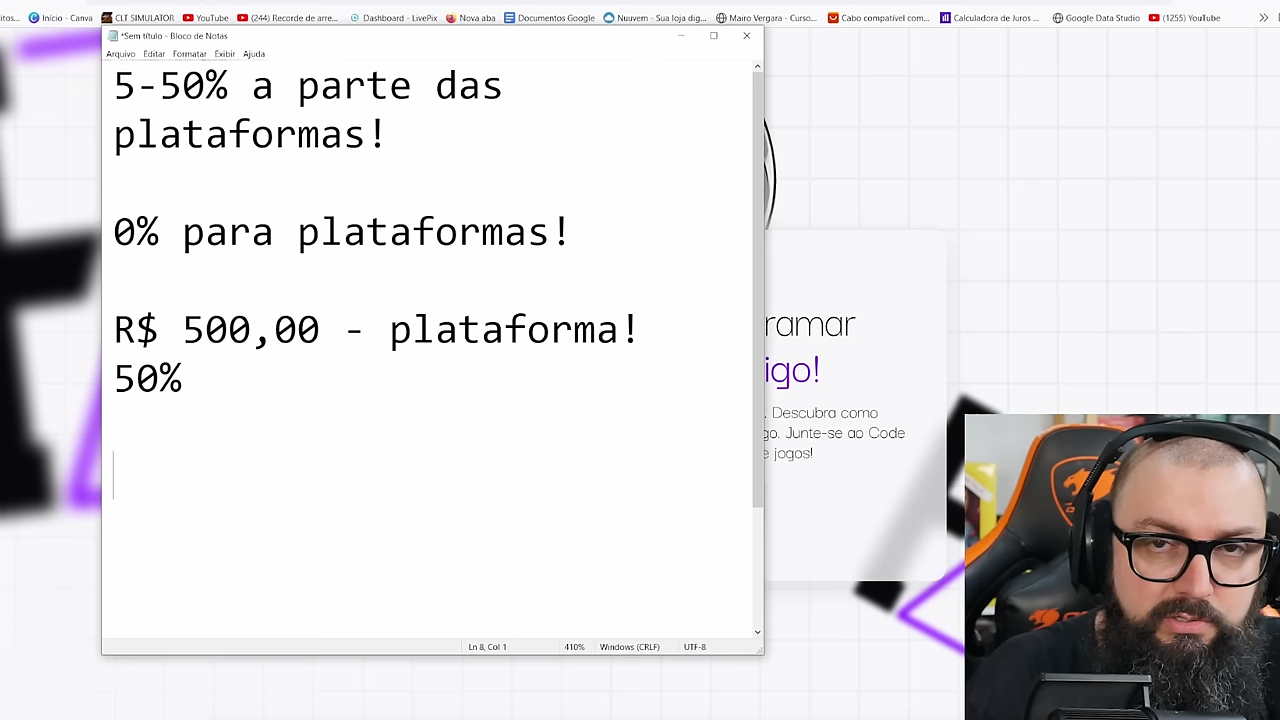 itos...
Início - Canva
CLT SIMULATOR
YouTube
(244) Recorde de arre...
Dashboard - LivePix
Nova aba
Documentos Google
Nuuvem - Sua loja dig...
Mairo Vergara - Curso...
Cabo compatível com...
Calculadora de Juros ...
Google Data Studio
(1255) YouTube
*Sem título - Bloco de Notas
Arquivo Editar Formatar Exibir Ajuda
5-50% a parte das
plataformas!
0% para plataformas!
R$ 500,00 - plataforma!
50%
ramar
igo!
. Descubra como
go. Junte-se ao Code
e jogos!
Ln 8, Col 1
410%
Windows (CRLF)
UTF-8